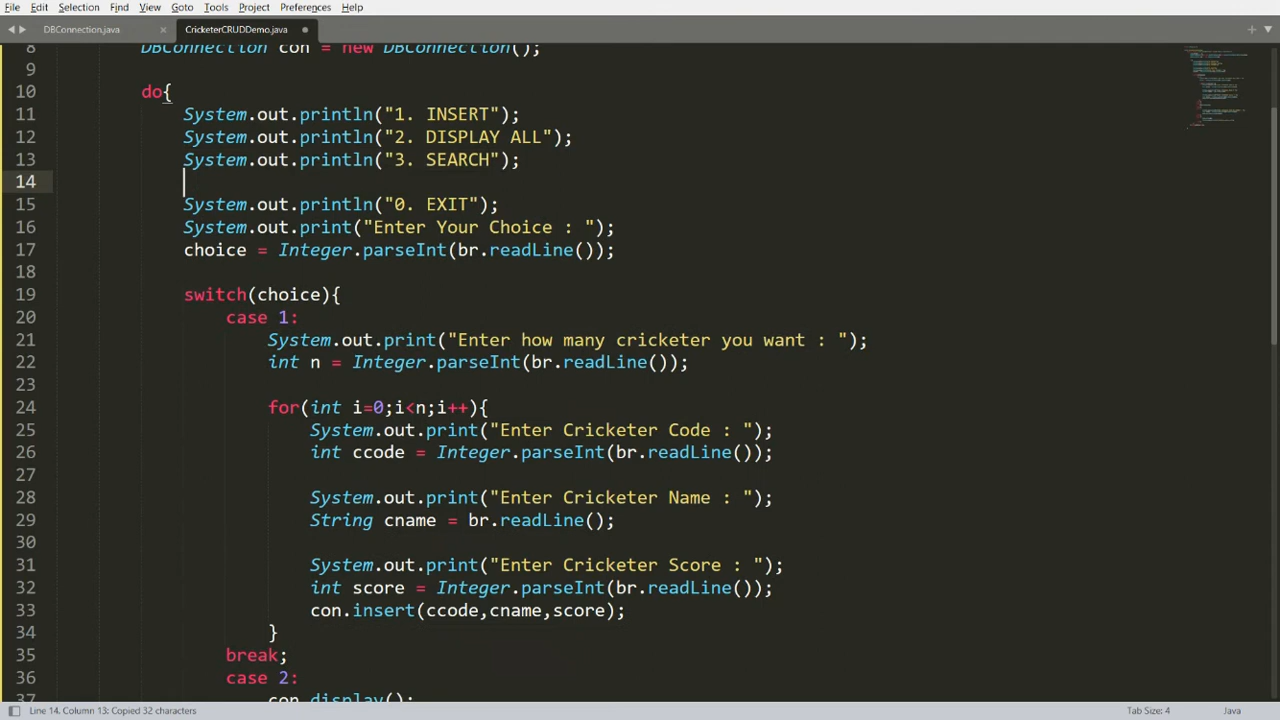 File Edit Selection Find View Goto Tools Project Preferences Help
DBConnection.java × CricketerCRUDDemo.java
8 DBConnection con = new DBConnection();
9
10 do{
11 System.out.println("1. INSERT");
12 System.out.println("2. DISPLAY ALL");
13 System.out.println("3. SEARCH");
14
15 System.out.println("0. EXIT");
16 System.out.print("Enter Your Choice : ");
17 choice = Integer.parseInt(br.readLine());
18
19 switch(choice){
20 case 1:
21 System.out.print("Enter how many cricketer you want : ");
22 int n = Integer.parseInt(br.readLine());
23
24 for(int i=0;i<n;i++){
25 System.out.print("Enter Cricketer Code : ");
26 int ccode = Integer.parseInt(br.readLine());
27
28 System.out.print("Enter Cricketer Name : ");
29 String cname = br.readLine();
30
31 System.out.print("Enter Cricketer Score : ");
32 int score = Integer.parseInt(br.readLine());
33 con.insert(ccode,cname,score);
34 }
35 break;
36 case 2:
37 con.display();
Line 14, Column 13; Copied 32 characters Tab Size: 4 Java